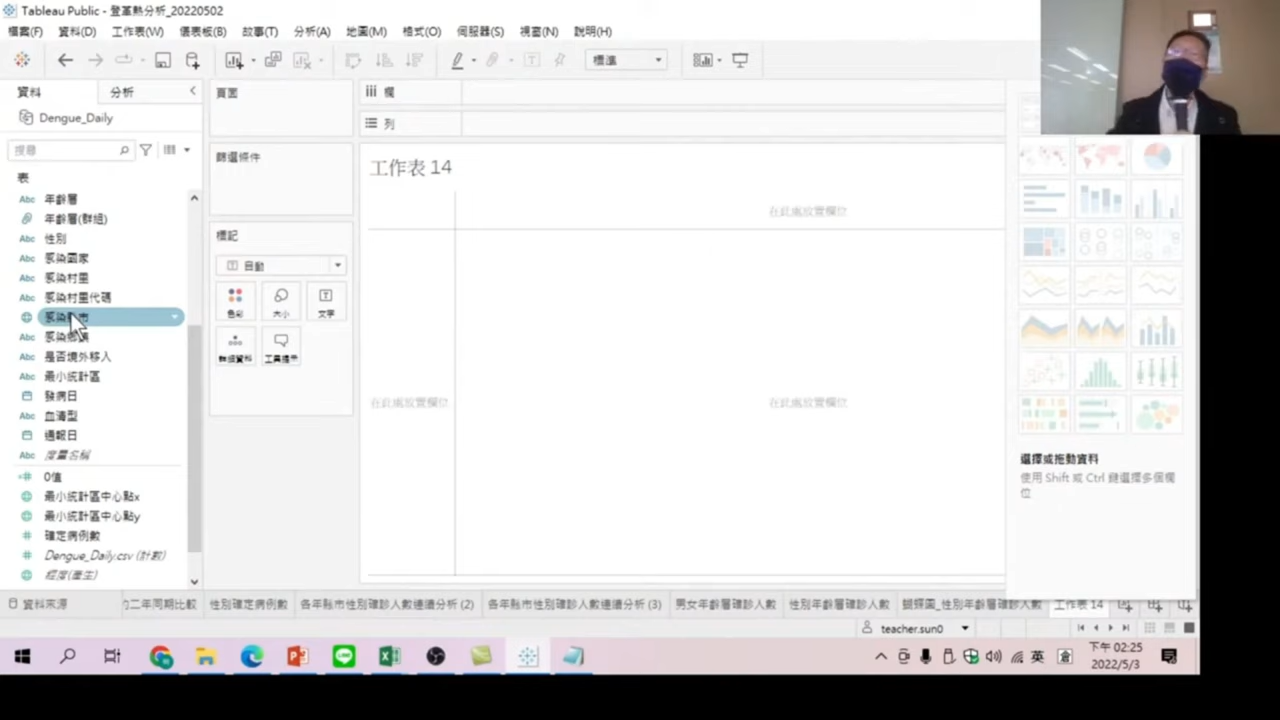 Tableau Public - 登革熱分析_20220502
檔案(F) 資料(D) 工作表(W) 儀表板(B) 故事(T) 分析(A) 地圖(M) 格式(O) 伺服器(S) 視窗(N) 說明(H)
標準
資料 分析
頁面
欄
Dengue_Daily
列
搜尋
篩選條件
工作表 14
表
年齡層
在此處放置欄位
年齡層(群組)
性別
標記
感染國家
自動
感染村里
感染村里代碼
色彩 大小 文字
感染縣市
感染鄉鎮
是否境外移入
詳細資料 工具提示
最小統計區
發病日
在此處放置欄位 在此處放置欄位
血清型
通報日
度量名稱
選擇或拖動資料
0值
使用 Shift 或 Ctrl 鍵選擇多個欄位
最小統計區中心點x
最小統計區中心點y
確定病例數
Dengue_Daily.csv (計數)
經度(產生)
資料來源 二年同期比較 性別確定病例數 各年縣市性別確診人數連續分析 (2) 各年縣市性別確診人數連續分析 (3) 男女年齡層確診人數 性別年齡層確診人數 蝴蝶圖_性別年齡層確診人數 工作表 14
teacher.sun0
英
下午 02:25
2022/5/3